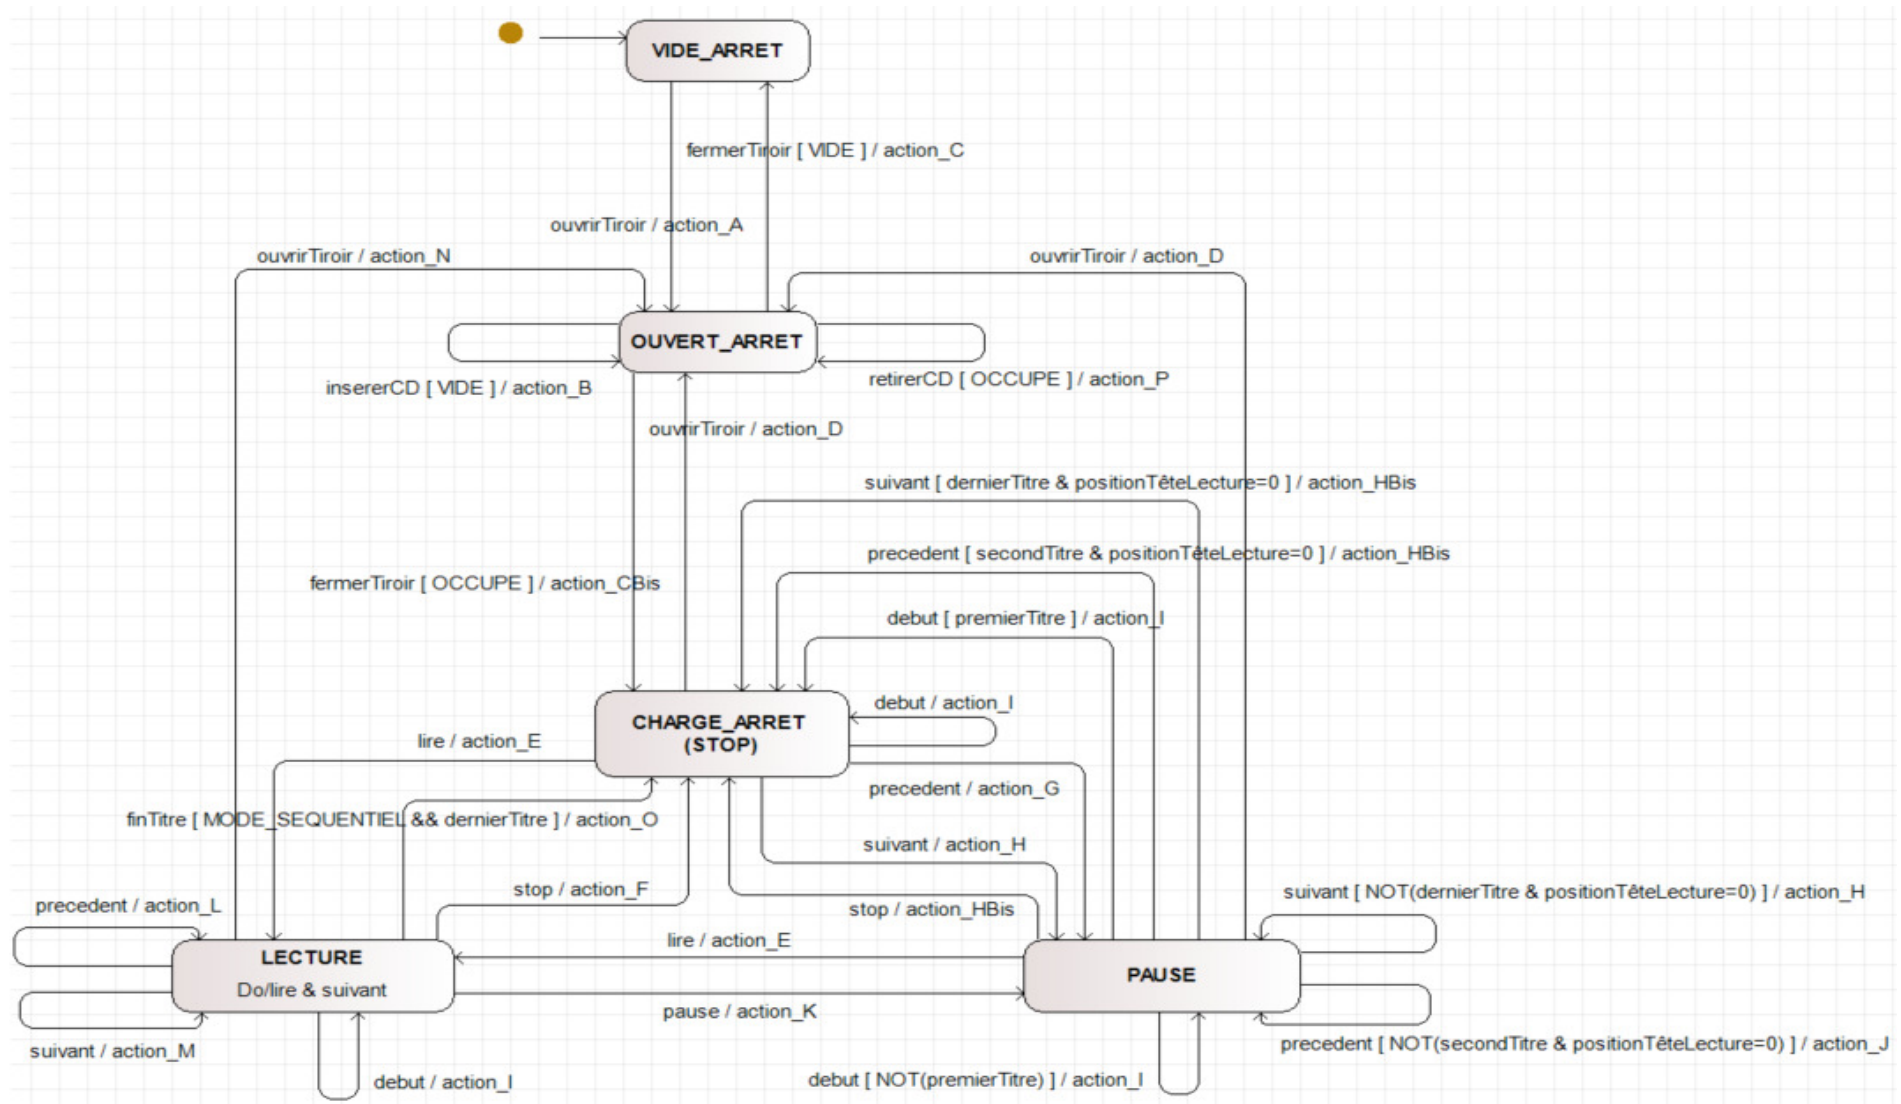 VIDE_ARRET
fermerTiroir [ VIDE ] / action_C
ouvrirTiroir / action_A
ouvrirTiroir / action_N
ouvrirTiroir / action_D
OUVERT_ARRET
insererCD [ VIDE ] / action_B
retirerCD [ OCCUPE ] / action_P
ouvrirTiroir / action_D
suivant [ dernierTitre & positionTêteLecture=0 ] / action_HBis
precedent [ secondTitre & positionTêteLecture=0 ] / action_HBis
fermerTiroir [ OCCUPE ] / action_CBis
debut [ premierTitre ] / action_I
CHARGE_ARRET
(STOP)
debut / action_I
lire / action_E
precedent / action_G
finTitre [ MODE_SEQUENTIEL && dernierTitre ] / action_O
suivant / action_H
stop / action_F
precedent / action_L
stop / action_HBis
suivant [ NOT(dernierTitre & positionTêteLecture=0) ] / action_H
lire / action_E
LECTURE
Do/lire & suivant
PAUSE
pause / action_K
suivant / action_M
precedent [ NOT(secondTitre & positionTêteLecture=0) ] / action_J
debut / action_I
debut [ NOT(premierTitre) ] / action_I